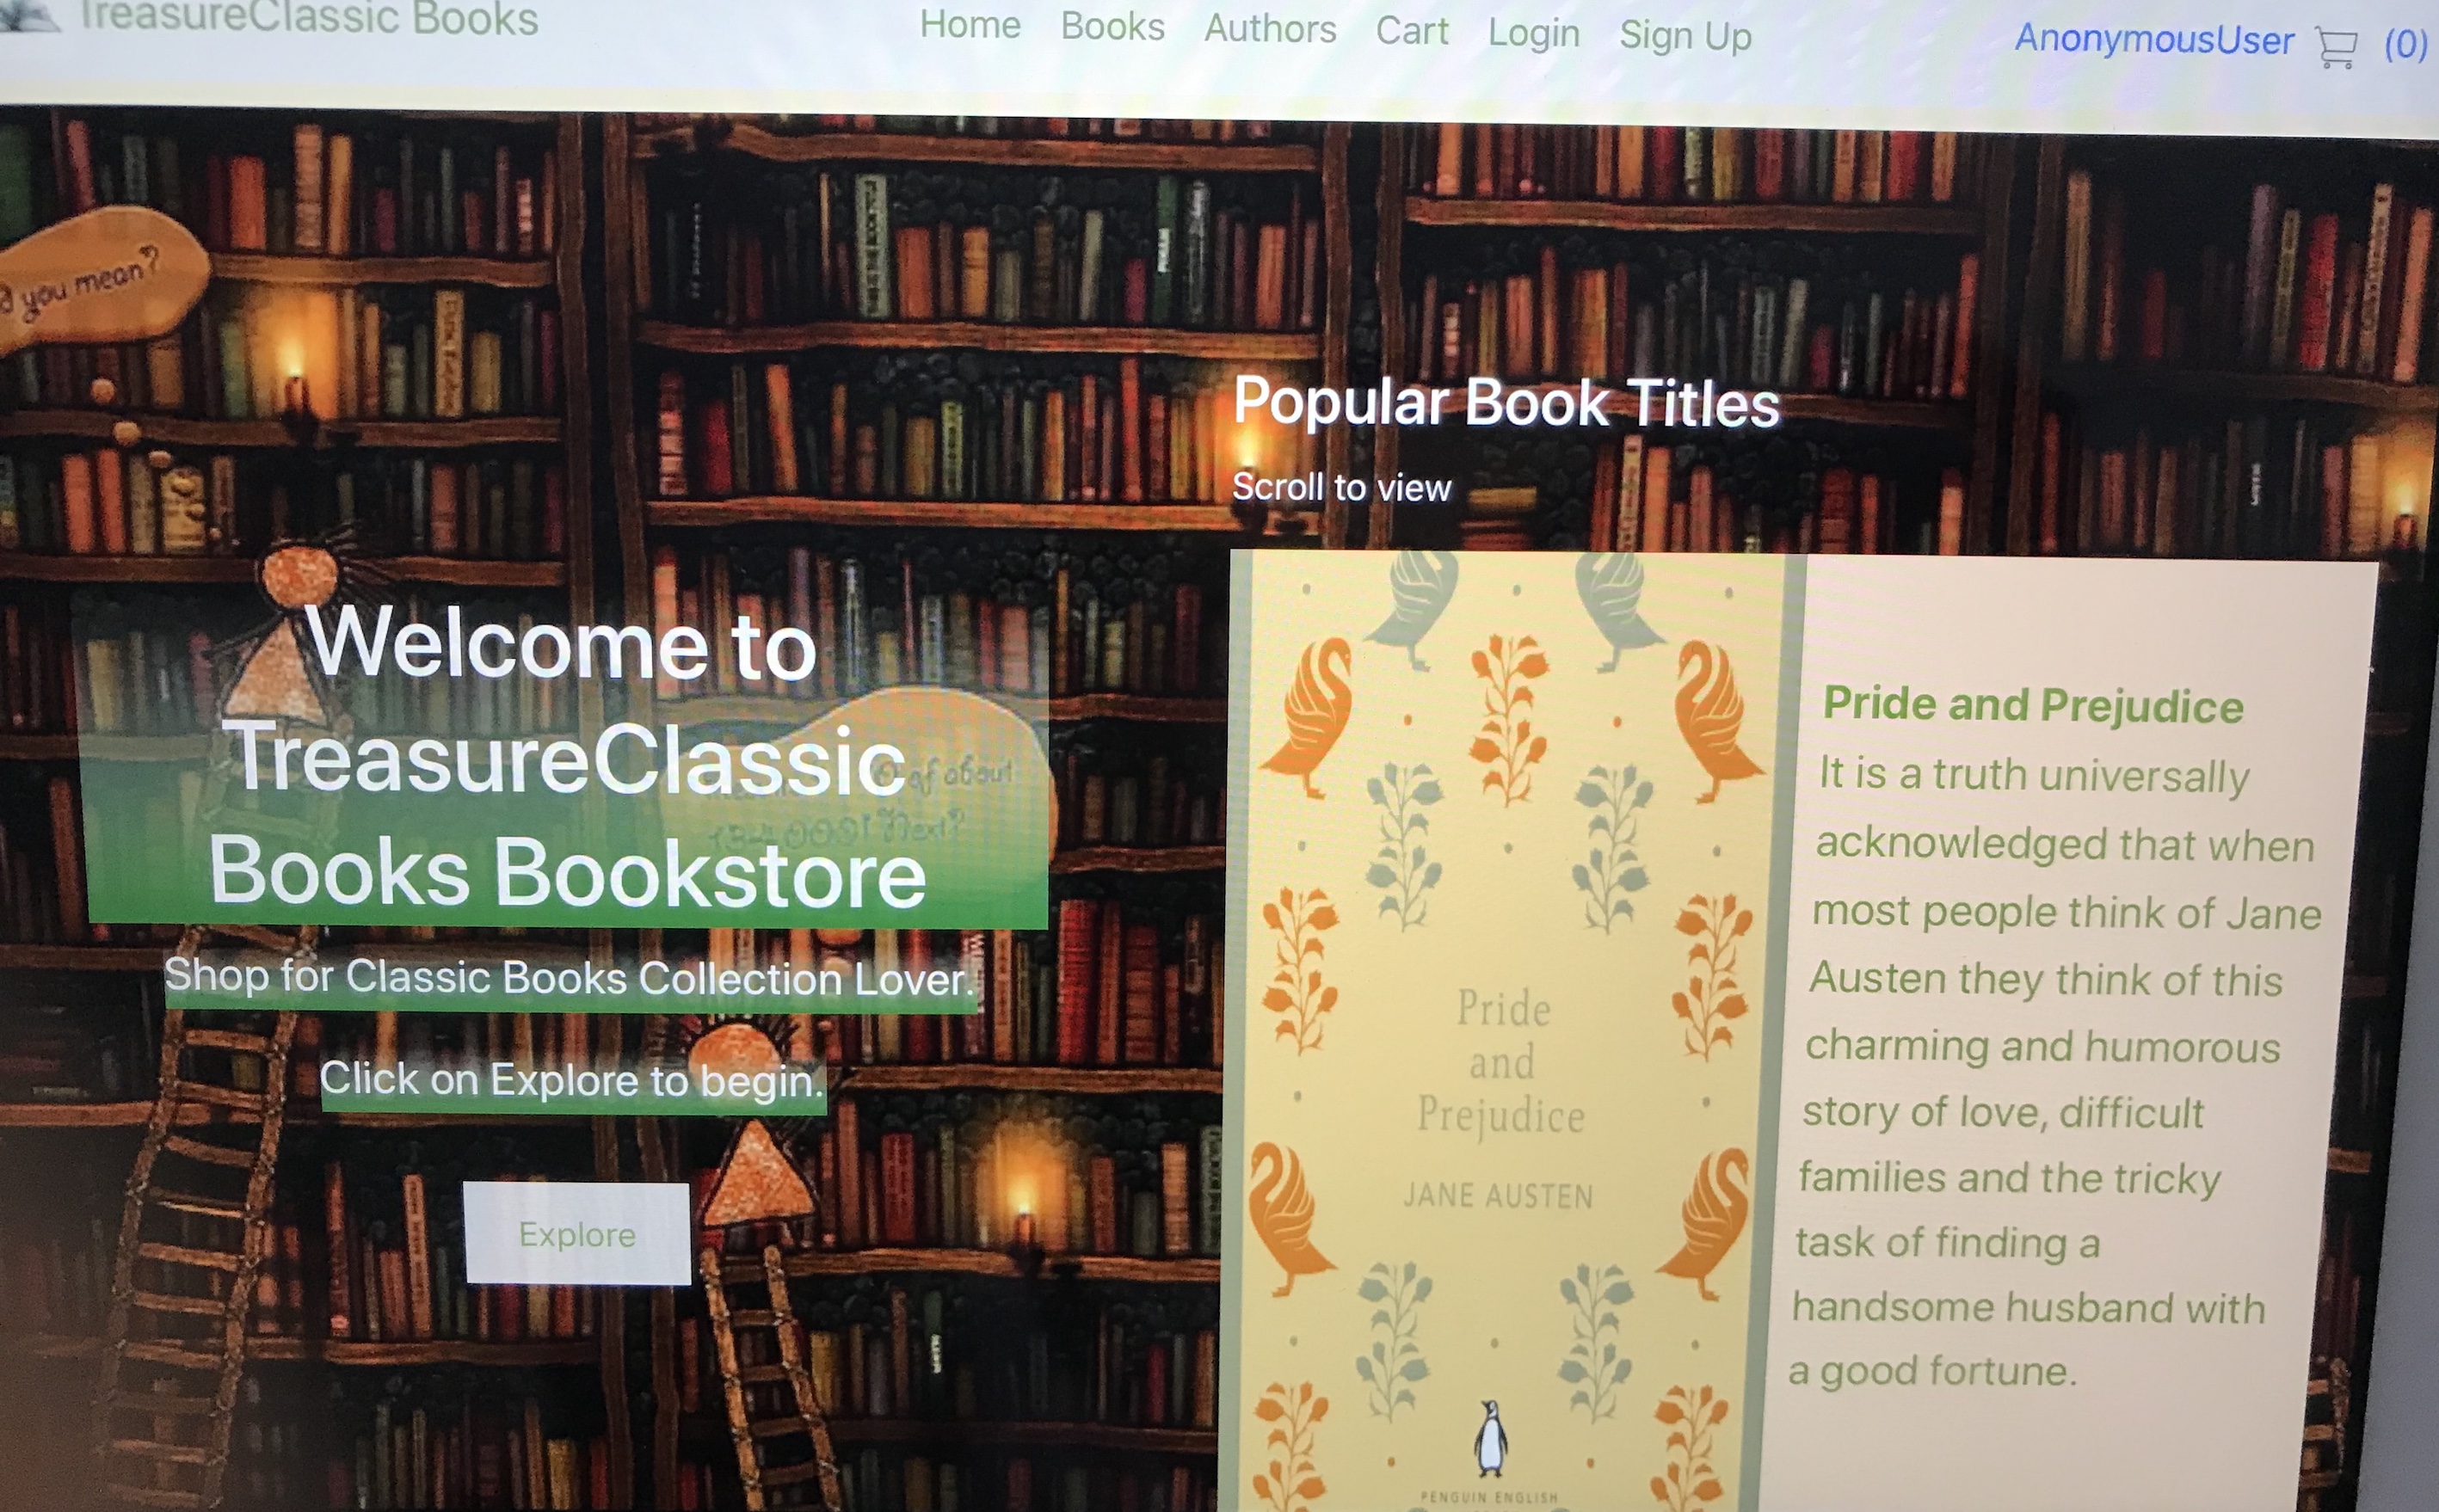 TreasureClassic Books
Home Books Authors Cart Login Sign Up
AnonymousUser (0)
you mean?
Popular Book Titles
Scroll to view
Welcome to
TreasureClassic
Books Bookstore
of about
Next?
Shop for Classic Books Collection Lover.
Click on Explore to begin.
Explore
Pride
and
Prejudice
JANE AUSTEN
PENGUIN ENGLISH
Pride and Prejudice
It is a truth universally
acknowledged that when
most people think of Jane
Austen they think of this
charming and humorous
story of love, difficult
families and the tricky
task of finding a
handsome husband with
a good fortune.